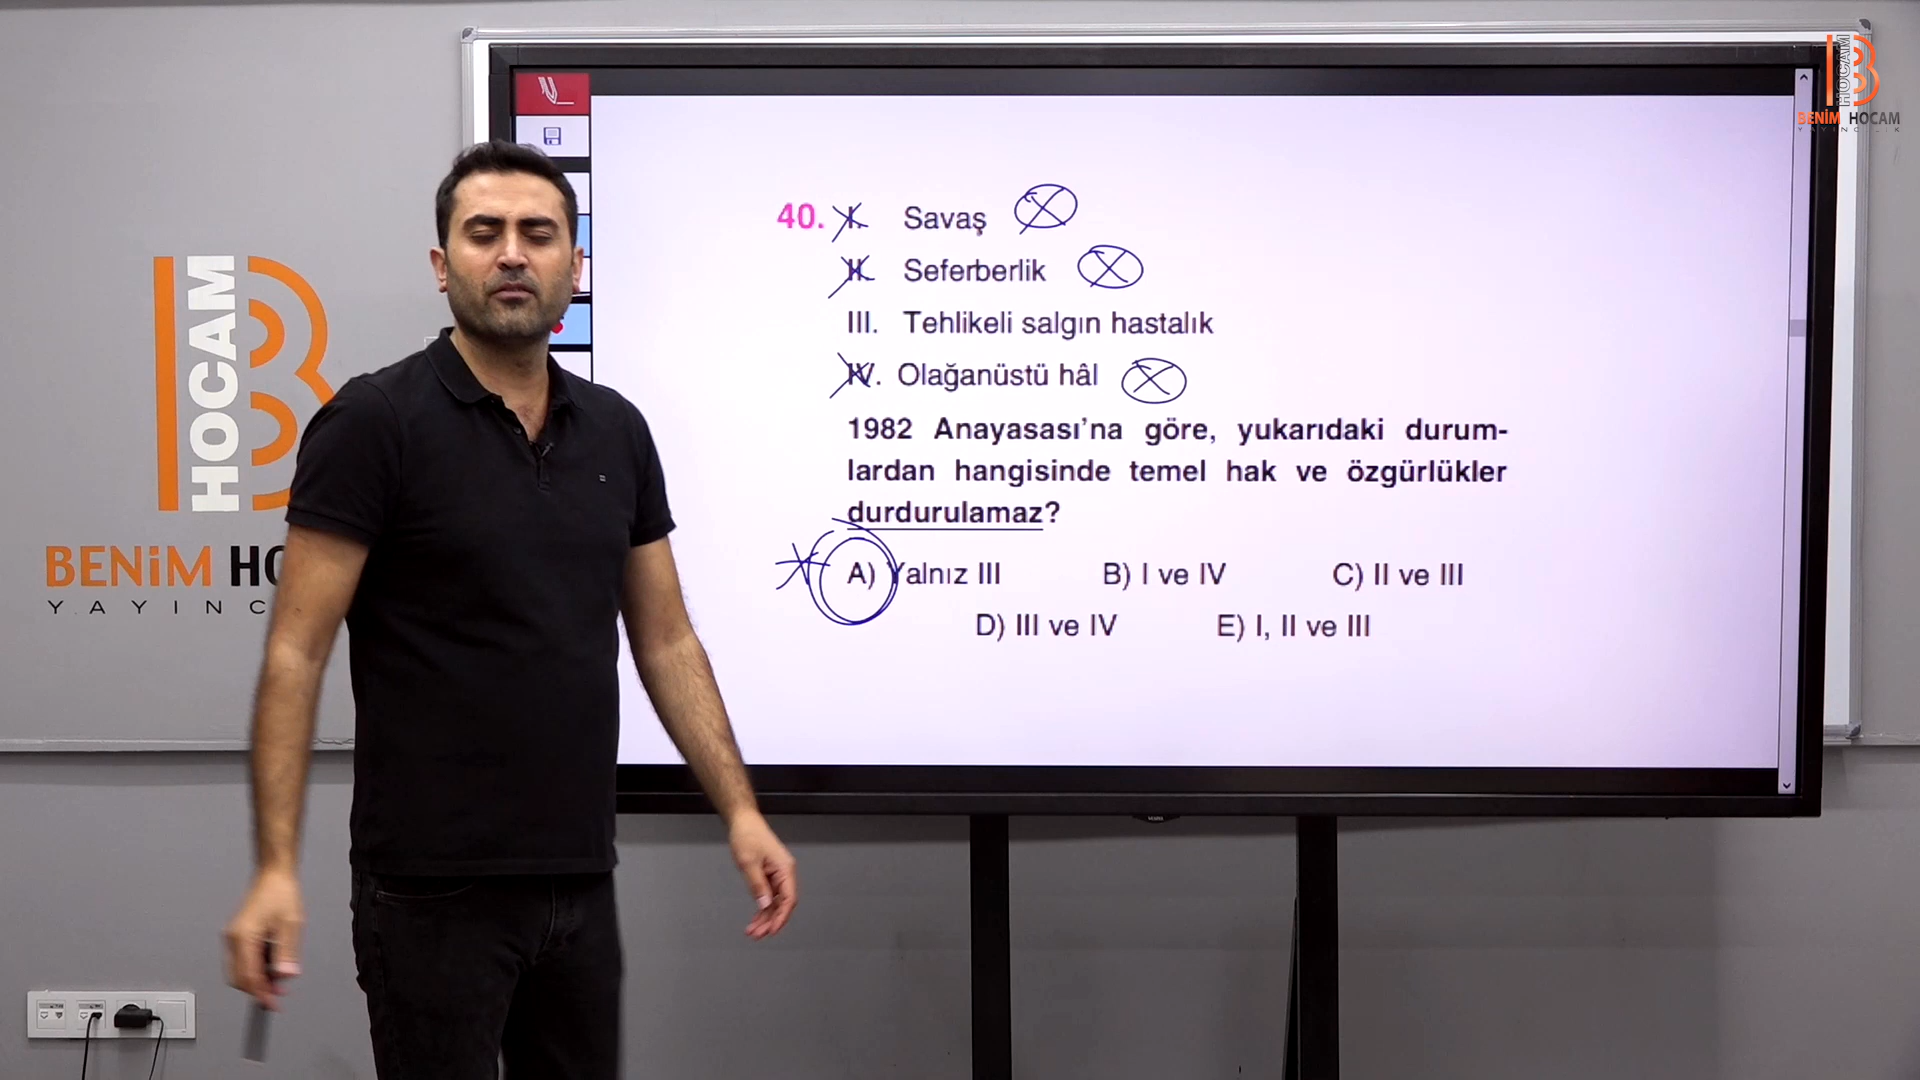 B HOCAM
BENİM HOCAM
YAYINCILIK
HOCAM
BENİM HO
YAYINC
40. I. Savaş
II. Seferberlik
III. Tehlikeli salgın hastalık
IV. Olağanüstü hâl
1982 Anayasası'na göre, yukarıdaki durum-
lardan hangisinde temel hak ve özgürlükler
durdurulamaz?
A) Yalnız III B) I ve IV C) II ve III
D) III ve IV E) I, II ve III